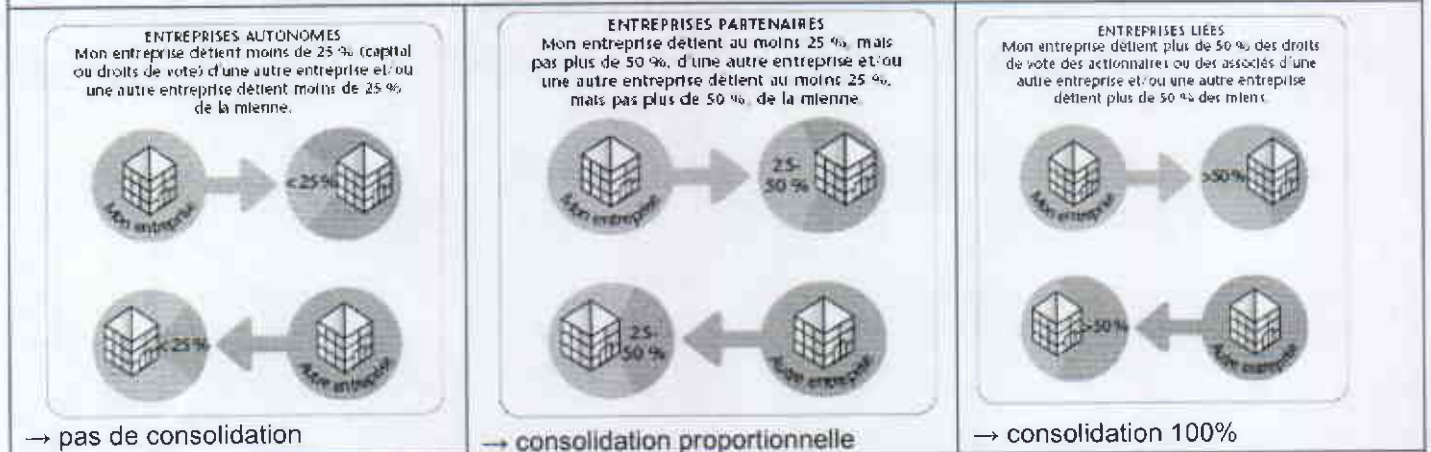 ENTREPRISES AUTONOMES
Mon entreprise détient moins de 25 % (capital
ou droits de vote) d'une autre entreprise et/ou
une autre entreprise détient moins de 25 %
de la mienne.
< 25 %
Mon entreprise
< 25 %
Autre entreprise
→ pas de consolidation
ENTREPRISES PARTENAIRES
Mon entreprise détient au moins 25 %, mais
pas plus de 50 %, d'une autre entreprise et/ou
une autre entreprise détient au moins 25 %,
mais pas plus de 50 %, de la mienne.
25-
50 %
Mon entreprise
25-
50 %
Autre entreprise
→ consolidation proportionnelle
ENTREPRISES LIÉES
Mon entreprise détient plus de 50 % des droits
de vote des actionnaires ou des associés d'une
autre entreprise et/ou une autre entreprise
détient plus de 50 % des miens.
>50 %
Mon entreprise
>50 %
Autre entreprise
→ consolidation 100%